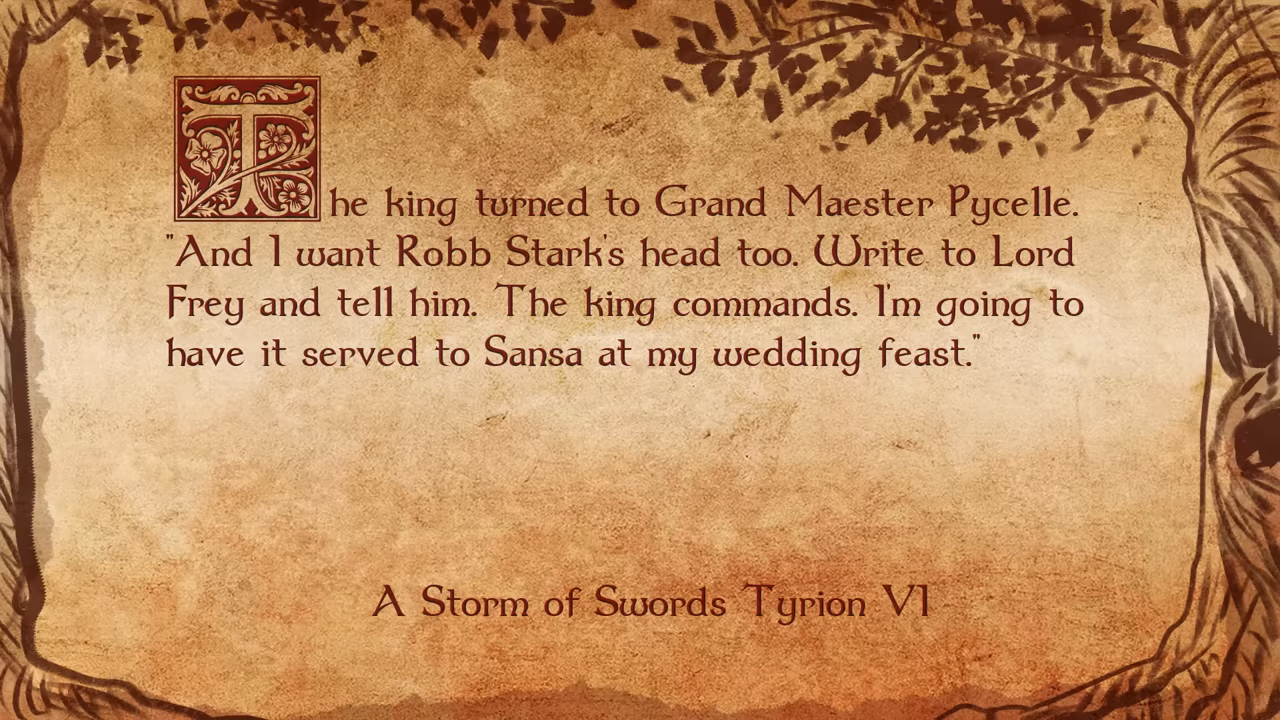 The king turned to Grand Maester Pycelle.
"And I want Robb Stark's head too. Write to Lord
Frey and tell him. The king commands. I'm going to
have it served to Sansa at my wedding feast."
A Storm of Swords Tyrion VI